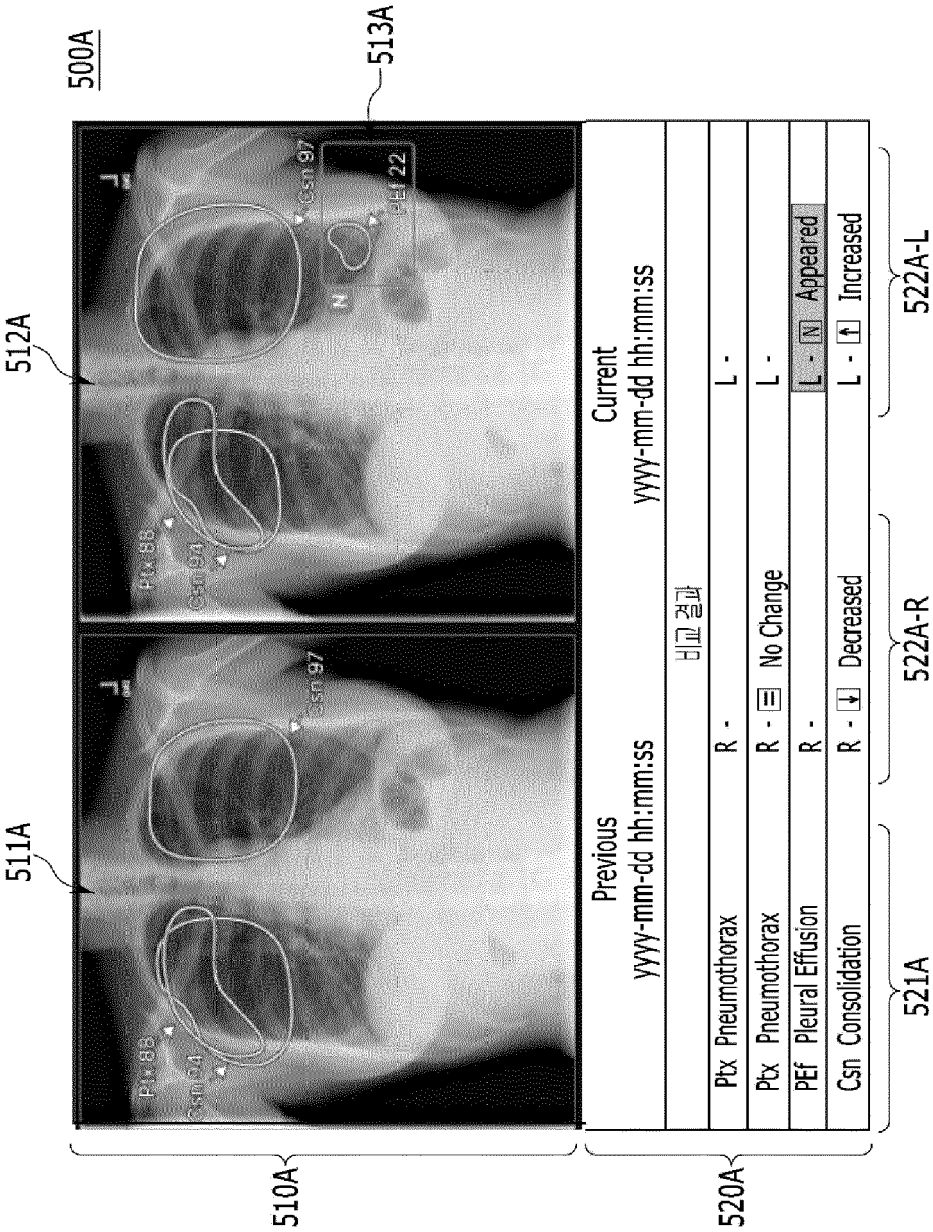 500A
511A
512A
513A
510A
L
Ptx 88
Csn 94
Csn 97
L
Ptx 88
Csn 94
Csn 97
N
PEf 22
Previous
yyyy-mm-dd hh:mm:ss
Current
yyyy-mm-dd hh:mm:ss
비교 결과
Ptx Pneumothorax R - L -
Ptx Pneumothorax R - = No Change L -
PEf Pleural Effusion R - L - N Appeared
Csn Consolidation R - ↓ Decreased L - ↑ Increased
520A
521A
522A-R
522A-L